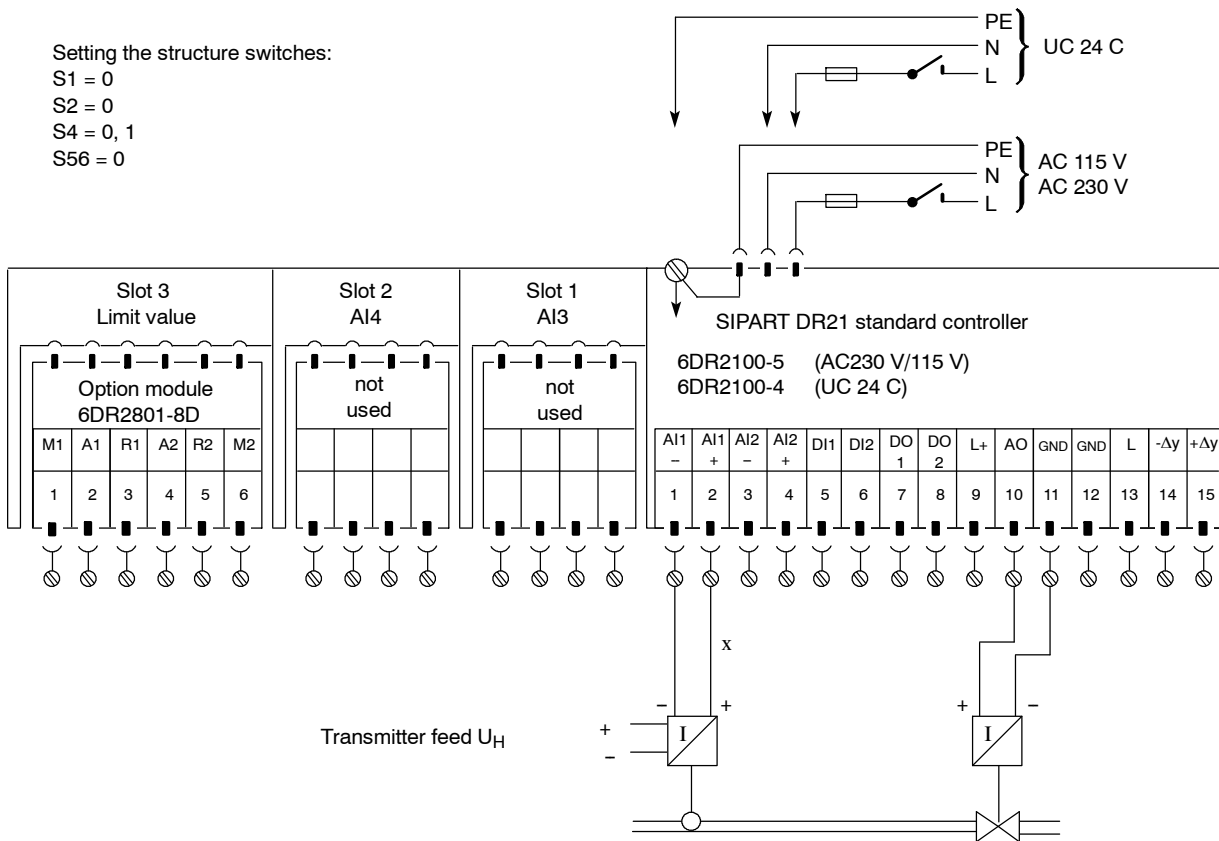 Setting the structure switches:
S1 = 0
S2 = 0
S4 = 0, 1
S56 = 0
PE
N
L
UC 24 C
PE
N
L
AC 115 V
AC 230 V
Slot 3
Limit value
Slot 2
AI4
Slot 1
AI3
SIPART DR21 standard controller
6DR2100-5 (AC230 V/115 V)
6DR2100-4 (UC 24 C)
Option module
6DR2801-8D
not
used
not
used
M1 A1 R1 A2 R2 M2
1 2 3 4 5 6
AI1 − AI1 + AI2 − AI2 + DI1 DI2 DO 1 DO 2 L+ AO GND GND L -Δy +Δy
1 2 3 4 5 6 7 8 9 10 11 12 13 14 15
x
− +
+ −
Transmitter feed UH
+
−
I
I